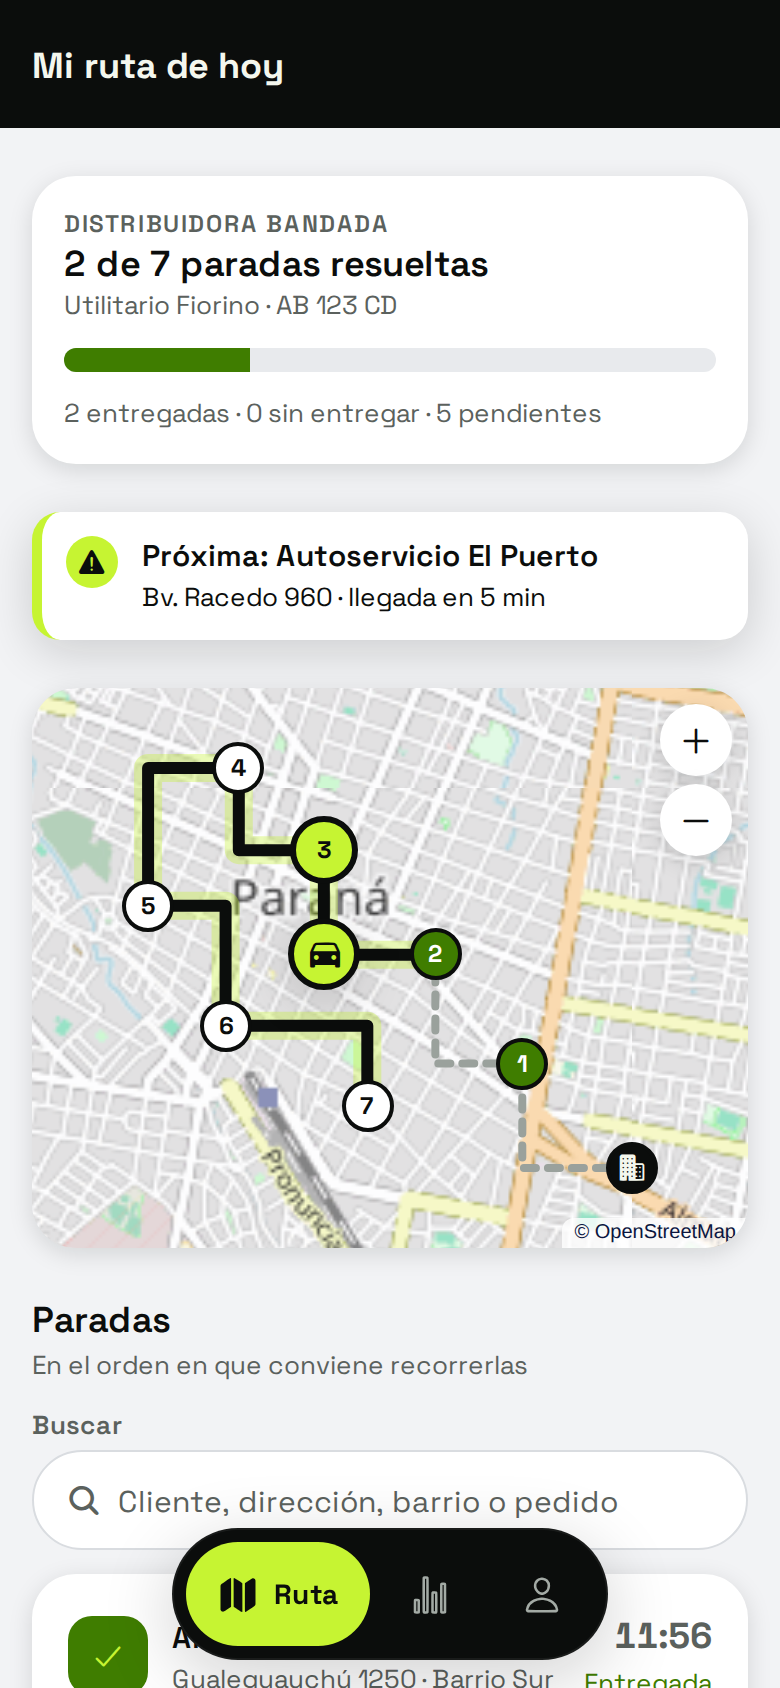 Mi ruta de hoy
DISTRIBUIDORA BANDADA
2 de 7 paradas resueltas
Utilitario Fiorino · AB 123 CD
2 entregadas · 0 sin entregar · 5 pendientes
Próxima: Autoservicio El Puerto
Bv. Racedo 960 · llegada en 5 min
4
3
Paraná
5
2
6
1
7
Pronuncia
© OpenStreetMap
Paradas
En el orden en que conviene recorrerlas
Buscar
Cliente, dirección, barrio o pedido
Ruta
11:56
Gualeguaychú 1250 · Barrio Sur
Entregada